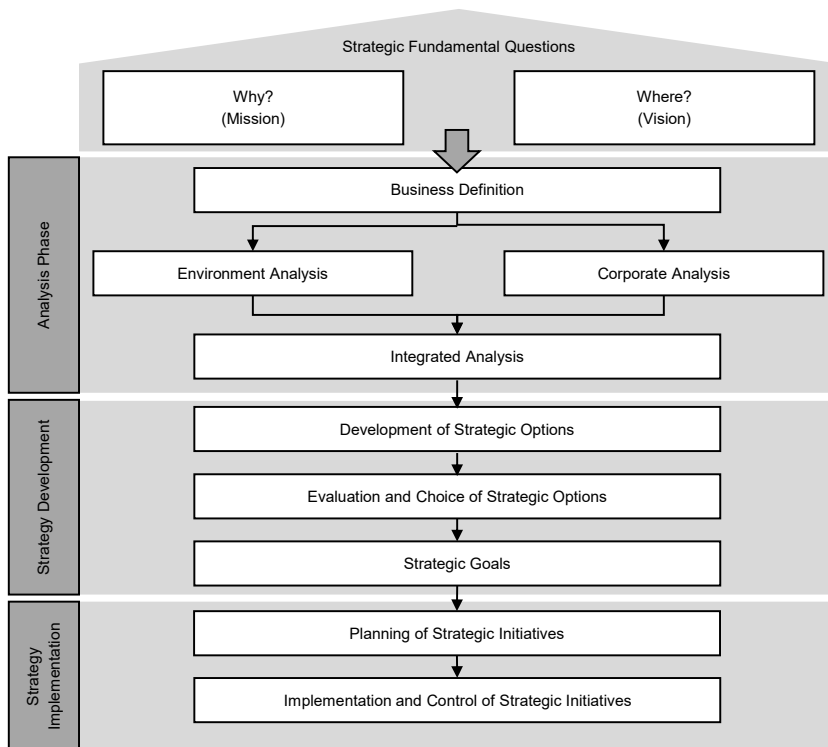 Strategic Fundamental Questions
Why?
(Mission)
Where?
(Vision)
Analysis Phase
Business Definition
Environment Analysis
Corporate Analysis
Integrated Analysis
Strategy Development
Development of Strategic Options
Evaluation and Choice of Strategic Options
Strategic Goals
Strategy
Implementation
Planning of Strategic Initiatives
Implementation and Control of Strategic Initiatives